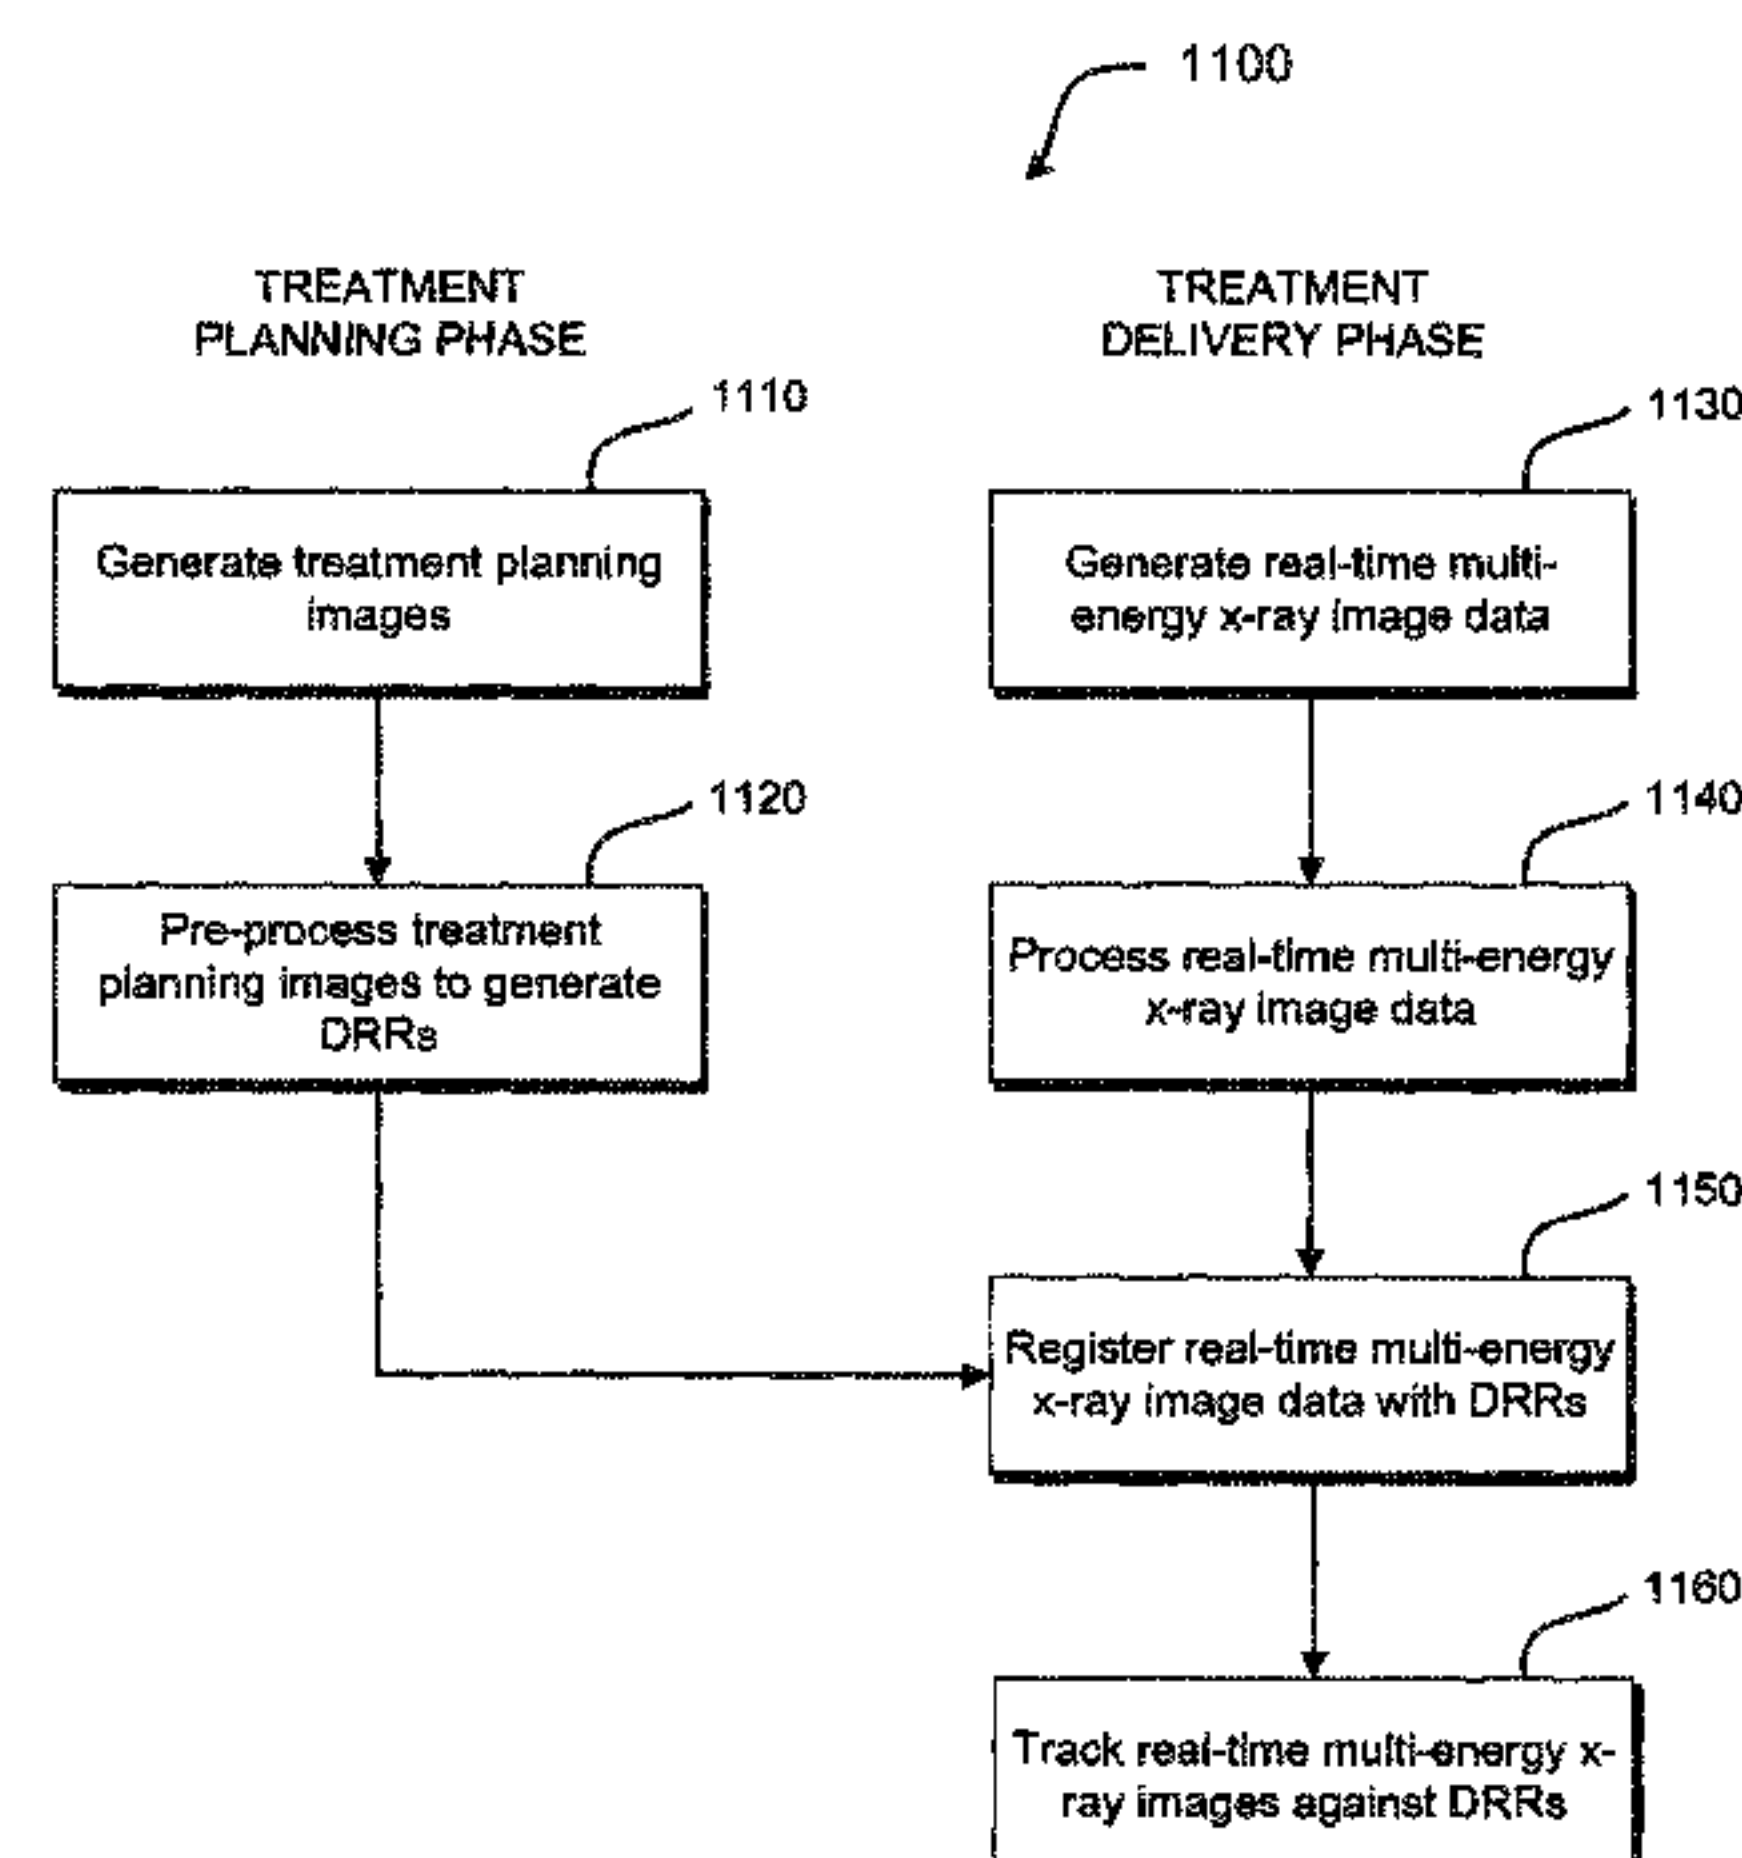 1100
TREATMENT
PLANNING PHASE
1110
Generate treatment planning
images
1120
Pre-process treatment
planning images to generate
DRRs
TREATMENT
DELIVERY PHASE
1130
Generate real-time multi-
energy x-ray image data
1140
Process real-time multi-energy
x-ray image data
1150
Register real-time multi-energy
x-ray image data with DRRs
1160
Track real-time multi-energy x-
ray images against DRRs